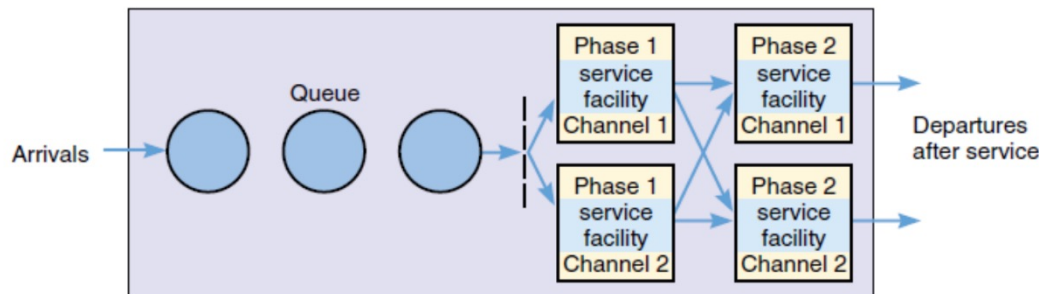 Arrivals
Queue
Phase 1
service
facility
Channel 1
Phase 2
service
facility
Channel 1
Phase 1
service
facility
Channel 2
Phase 2
service
facility
Channel 2
Departures
after service